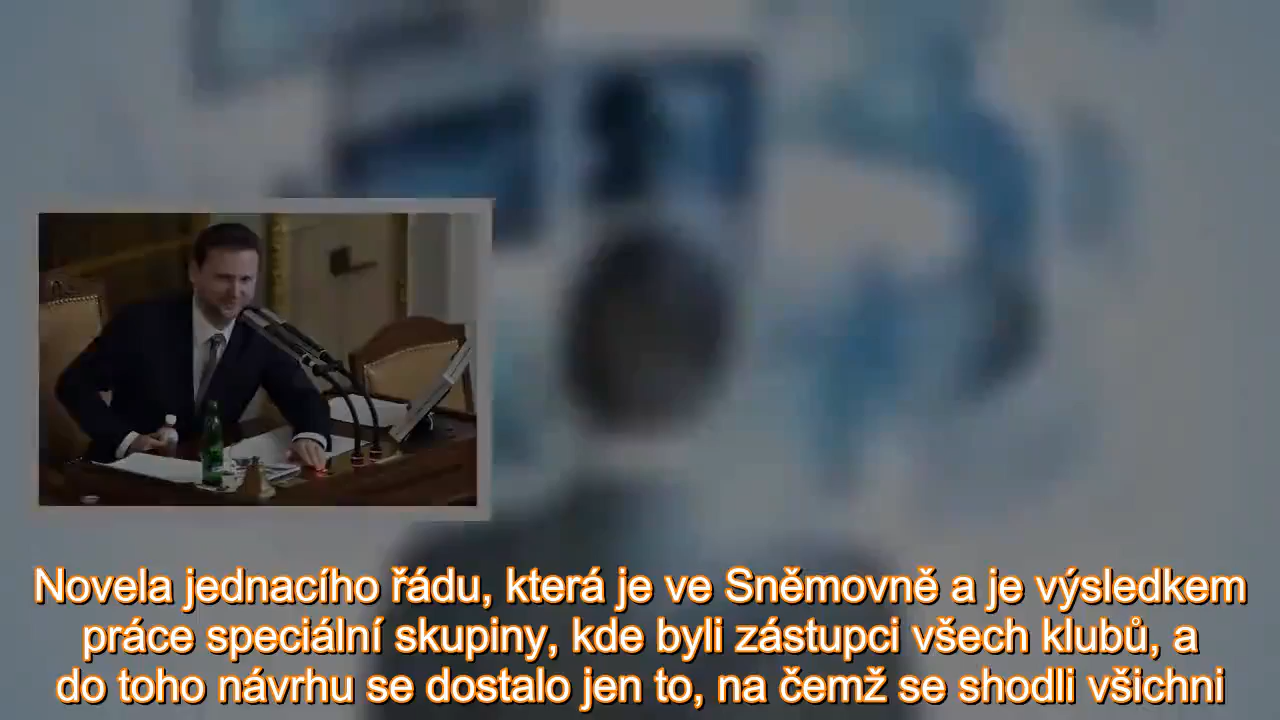 Novela jednacího řádu, která je ve Sněmovně a je výsledkem
práce speciální skupiny, kde byli zástupci všech klubů, a
do toho návrhu se dostalo jen to, na čemž se shodli všichni